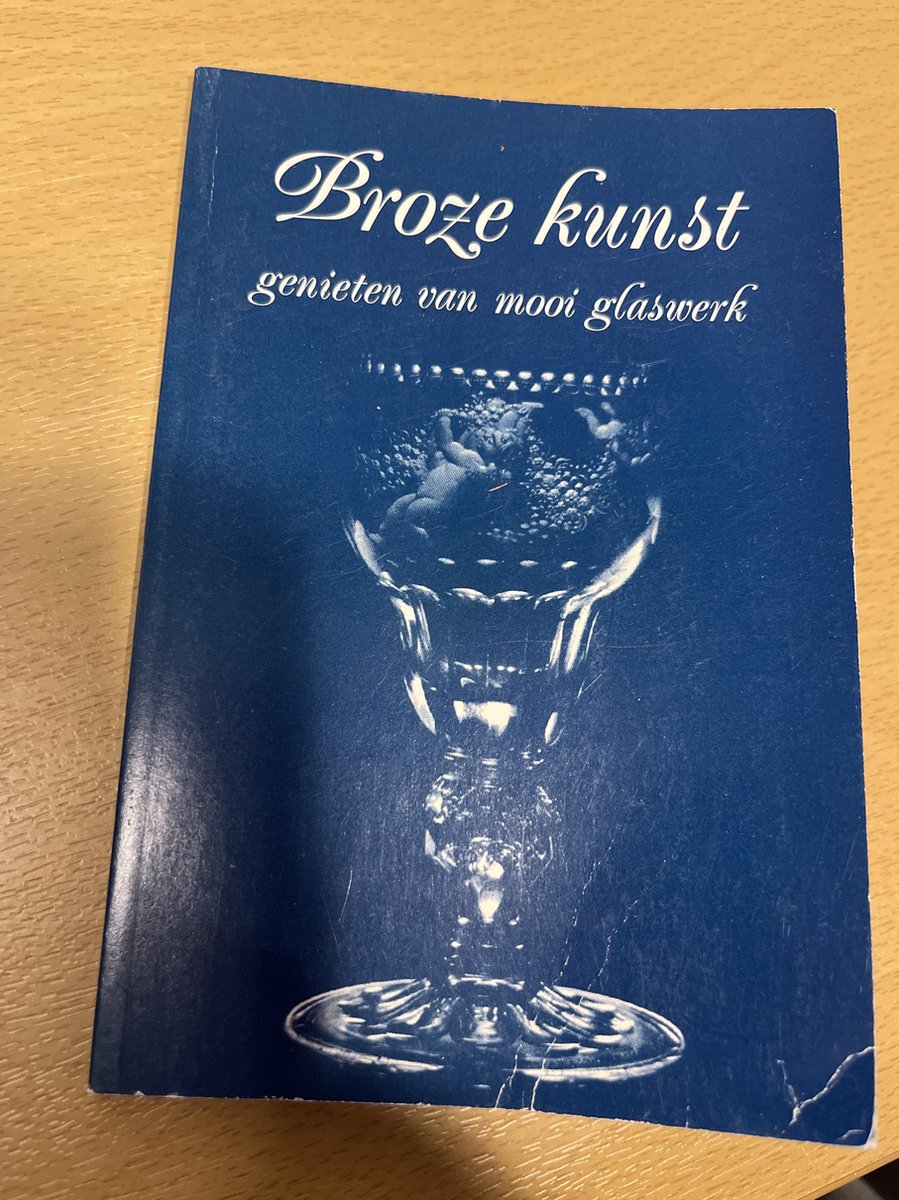 Broze kunst
genieten van mooi glaswerk